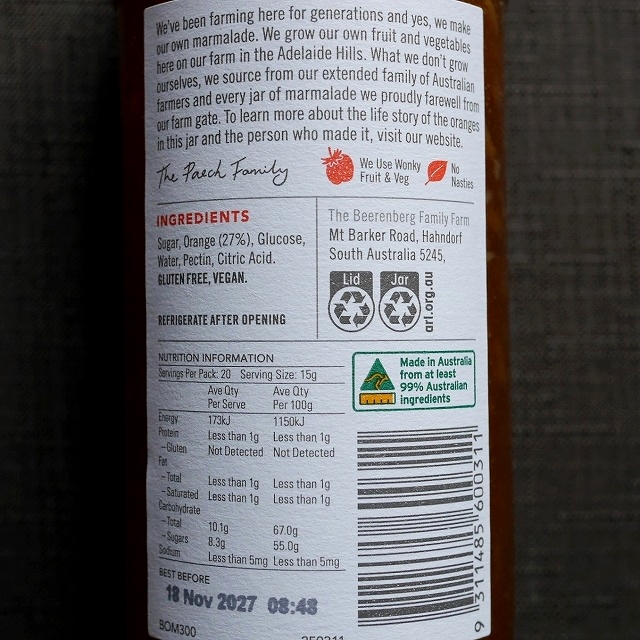 We've been farming here for generations and yes, we make
our own marmalade. We grow our own fruit and vegetables
here on our farm in the Adelaide Hills. What we don't grow
ourselves, we source from our extended family of Australian
farmers and every jar of marmalade we proudly farewell from
our farm gate. To learn more about the life story of the oranges
in this jar and the person who made it, visit our website.
The Paech Family
We Use Wonky
Fruit & Veg
No
Nasties
INGREDIENTS
Sugar, Orange (27%), Glucose,
Water, Pectin, Citric Acid.
GLUTEN FREE, VEGAN.
REFRIGERATE AFTER OPENING
The Beerenberg Family Farm
Mt Barker Road, Hahndorf
South Australia 5245,
Lid Jar
arl.org.au
NUTRITION INFORMATION
Servings Per Pack: 20 Serving Size: 15g
Ave Qty Ave Qty
Per Serve Per 100g
Energy 173kJ 1150kJ
Protein Less than 1g Less than 1g
– Gluten Not Detected Not Detected
Fat
– Total Less than 1g Less than 1g
– Saturated Less than 1g Less than 1g
Carbohydrate
– Total 10.1g 67.0g
– Sugars 8.3g 55.0g
Sodium Less than 5mg Less than 5mg
Made in Australia
from at least
99% Australian
ingredients
9 311485 600311
BEST BEFORE
18 Nov 2027 08:48
BOM300